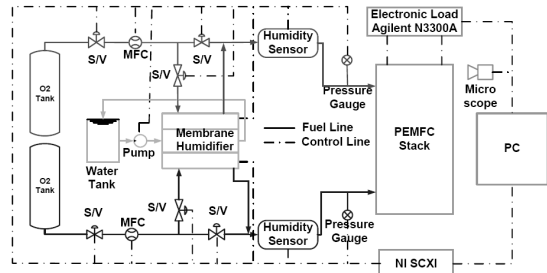 Electronic Load
Agilent N3300A
Humidity
Sensor
S/V
MFC
S/V
S/V
O2
Tank
Pressure
Gauge
Micro
scope
Membrane
Humidifier
Fuel Line
Control Line
PEMFC
Stack
PC
Pump
Water
Tank
O2
Tank
S/V
S/V
MFC
S/V
Humidity
Sensor
Pressure
Gauge
NI SCXI